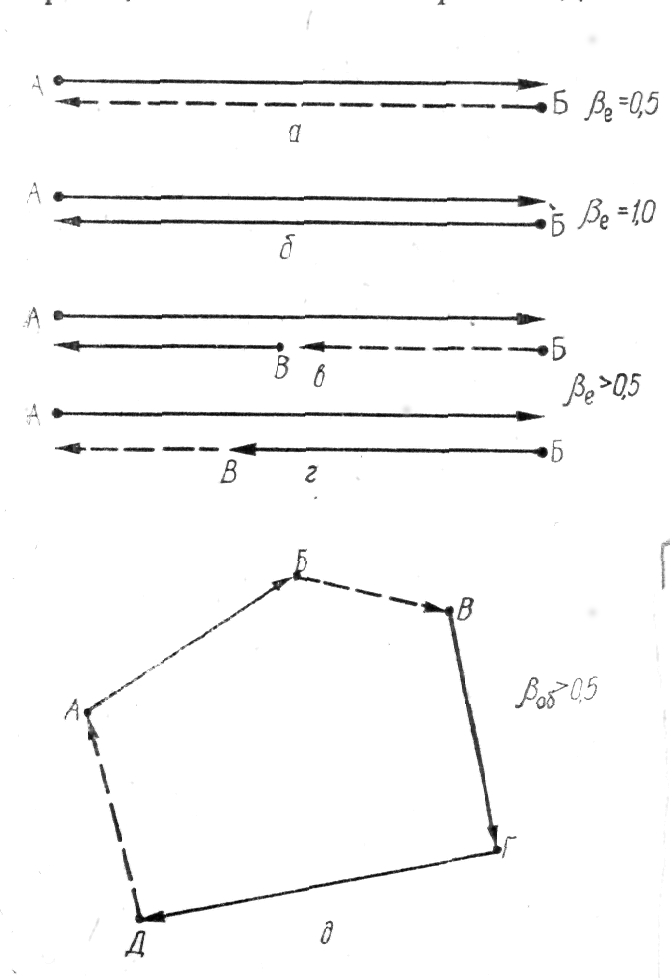 А
Б βе=0,5
а
А
Б βе=1,0
б
А
В в Б
βе>0,5
А
В г Б
Б
В
А βоб>0,5
Г
Д д